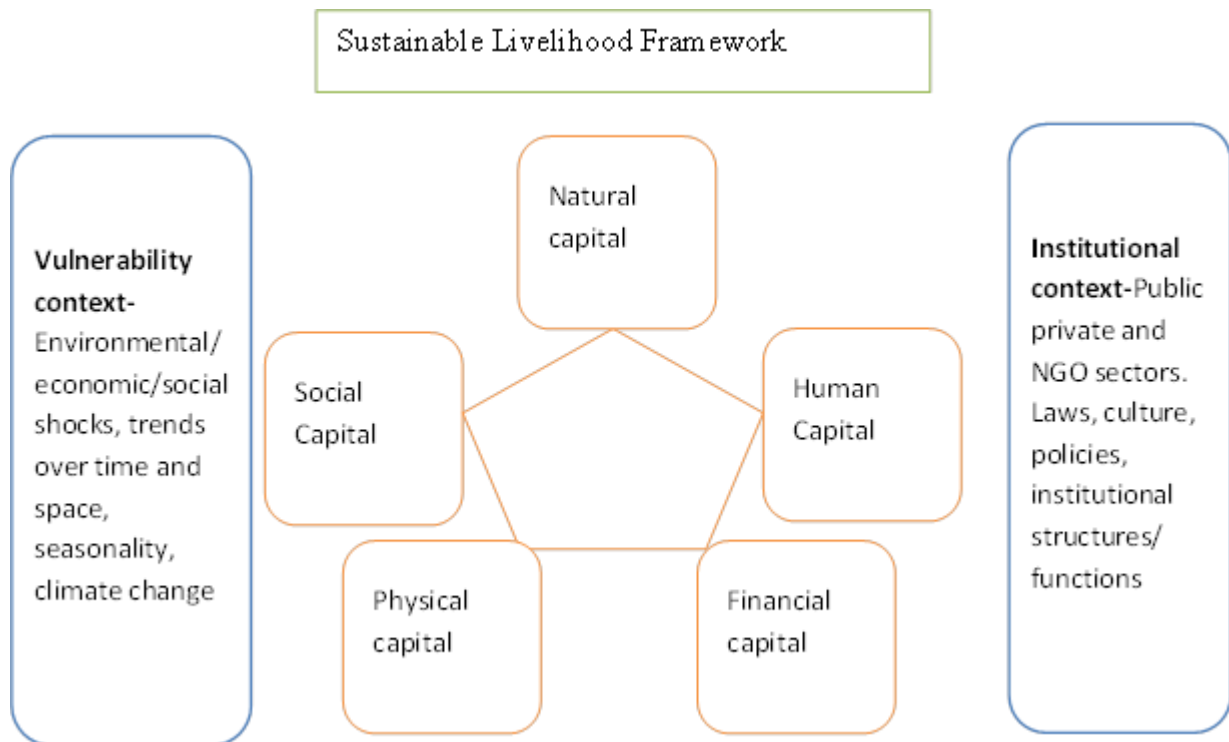 Sustainable Livelihood Framework
Vulnerability
context-
Environmental/
economic/social
shocks, trends
over time and
space,
seasonality,
climate change
Natural
capital
Social
Capital
Human
Capital
Physical
capital
Financial
capital
Institutional
context-Public
private and
NGO sectors.
Laws, culture,
policies,
institutional
structures/
functions